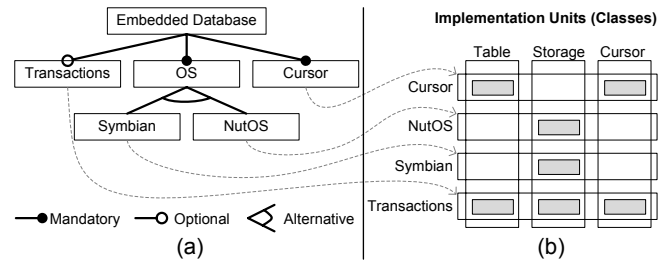 Embedded Database
Transactions
OS
Cursor
Symbian
NutOS
Mandatory
Optional
Alternative
(a)
Implementation Units (Classes)
Table Storage Cursor
Cursor
NutOS
Symbian
Transactions
(b)